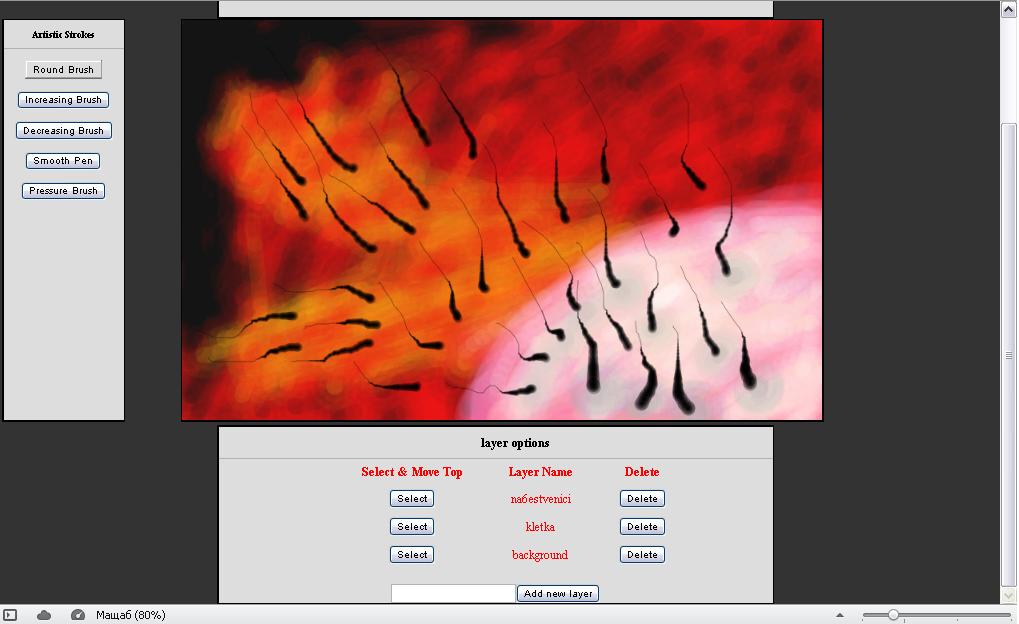 Artistic Strokes
Round Brush
Increasing Brush
Decreasing Brush
Smooth Pen
Pressure Brush
layer options
Select & Move Top Layer Name Delete
Select na6estvenici Delete
Select kletka Delete
Select background Delete
Add new layer
Мащаб (80%)